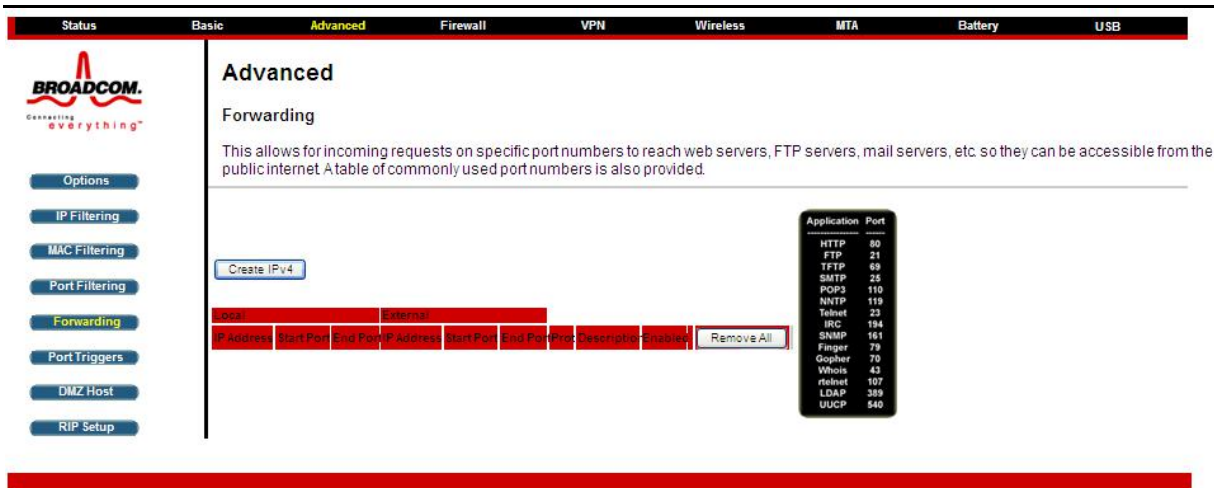 Status Basic Advanced Firewall VPN Wireless MTA Battery USB
BROADCOM.
Connecting
everything™
Options
IP Filtering
MAC Filtering
Port Filtering
Forwarding
Port Triggers
DMZ Host
RIP Setup
Advanced
Forwarding
This allows for incoming requests on specific port numbers to reach web servers, FTP servers, mail servers, etc. so they can be accessible from the
public internet. A table of commonly used port numbers is also provided.
Create IPv4
Local External
IP Address Start Port End Port IP Address Start Port End Port Prot Description Enabled Remove All
Application Port
HTTP 80
FTP 21
TFTP 69
SMTP 25
POP3 110
NNTP 119
Telnet 23
IRC 194
SNMP 161
Finger 79
Gopher 70
Whois 43
rtelnet 107
LDAP 389
UUCP 540